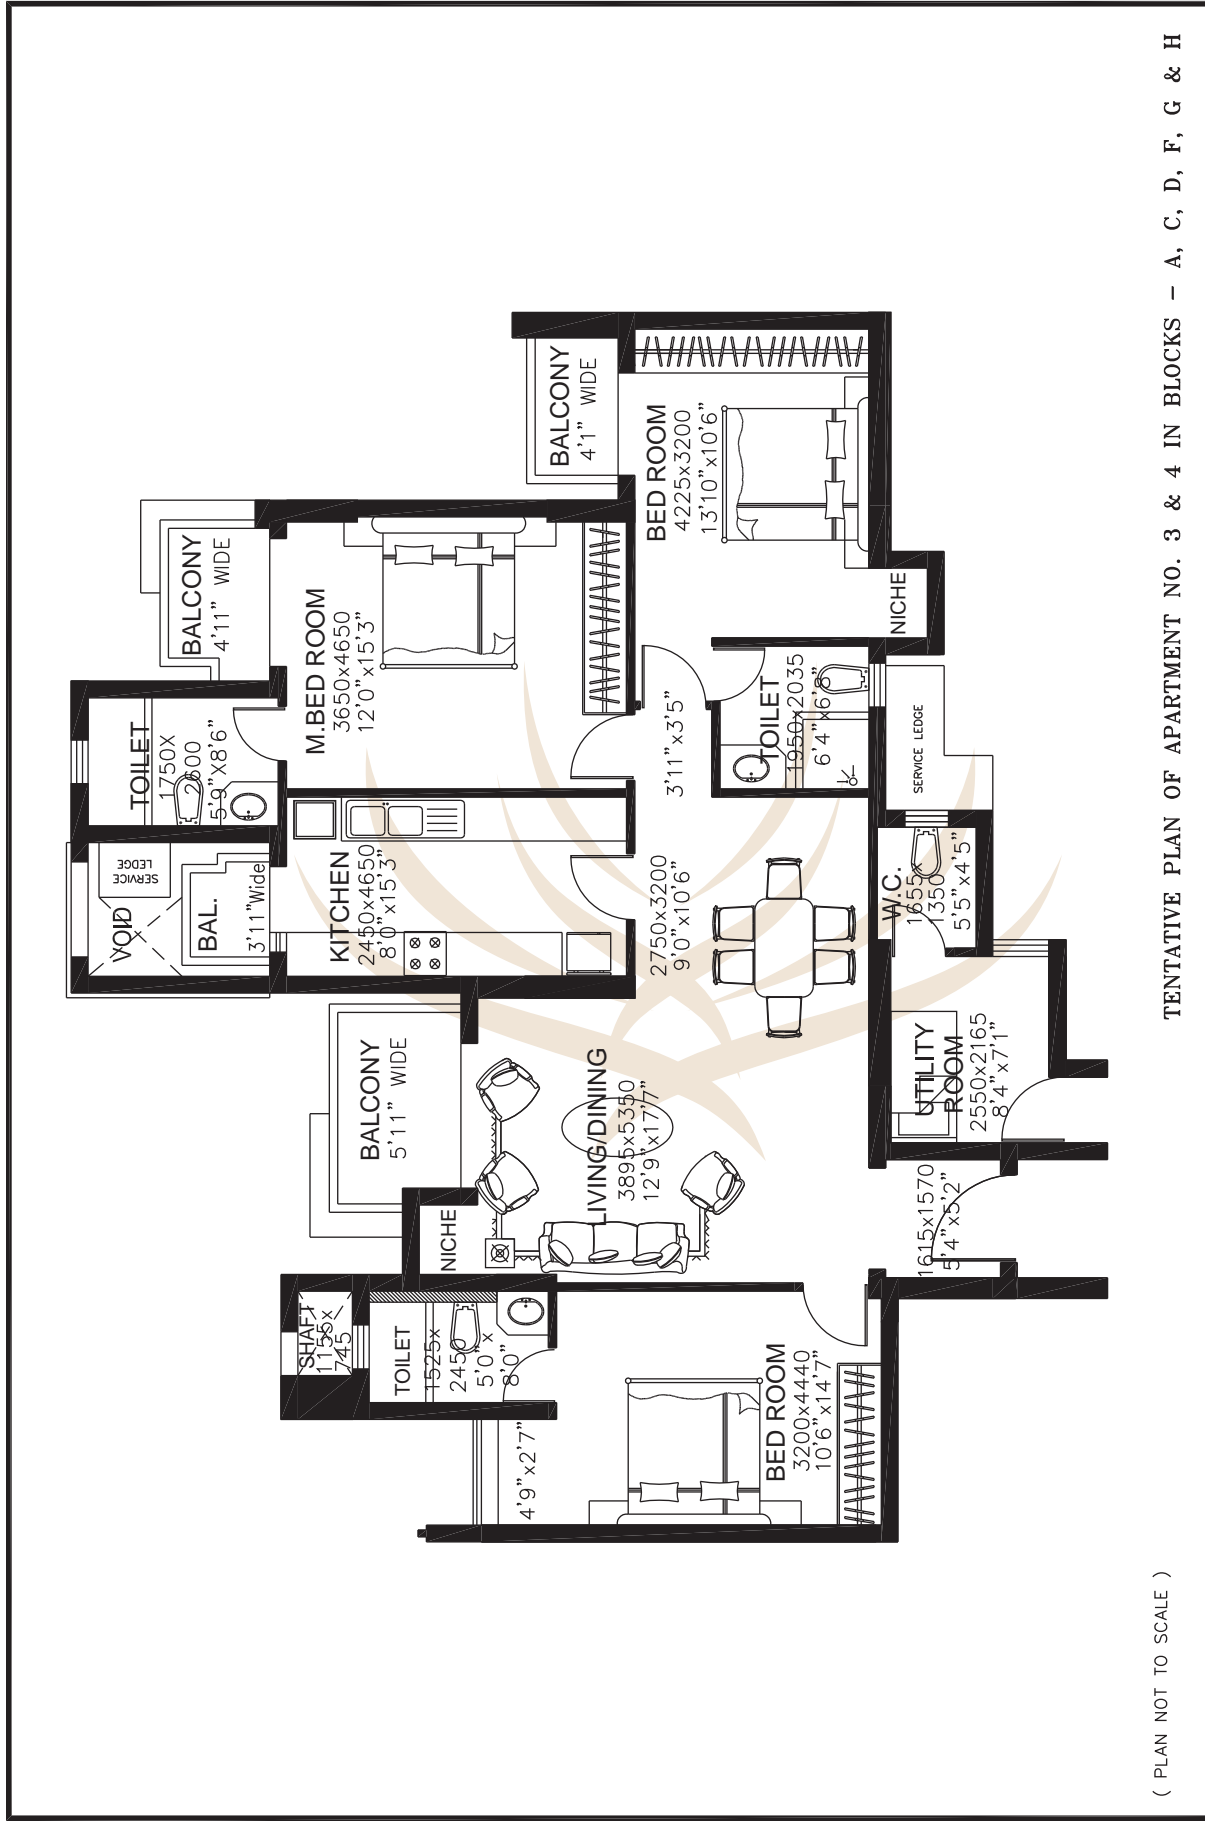 VOID
SERVICE
LEDGE
BAL.
3'11"Wide
TOILET
1750X
2600
5'9"X8'6"
BALCONY
4'11" WIDE
KITCHEN
2450x4650
8'0"x15'3"
M.BED ROOM
3650x4650
12'0"x15'3"
BALCONY
4'1" WIDE
BALCONY
5'11" WIDE
NICHE
SHAFT
1155x
745
TOILET
1525x
2450
5'0" x
8'0"
4'9"x2'7"
LIVING/DINING
3895x5350
12'9"x17'7"
2750x3200
9'0"x10'6"
3'11"x3'5"
BED ROOM
4225x3200
13'10"x10'6"
BED ROOM
3200x4440
10'6"x14'7"
TOILET
1950x2035
6'4"x6'8"
NICHE
SERVICE LEDGE
W.C.
1655x
1350
5'5"x4'5"
UTILITY
ROOM
2550x2165
8'4"x7'1"
1615x1570
5'4"x5'2"
( PLAN NOT TO SCALE )
TENTATIVE PLAN OF APARTMENT NO. 3 & 4 IN BLOCKS - A, C, D, F, G & H